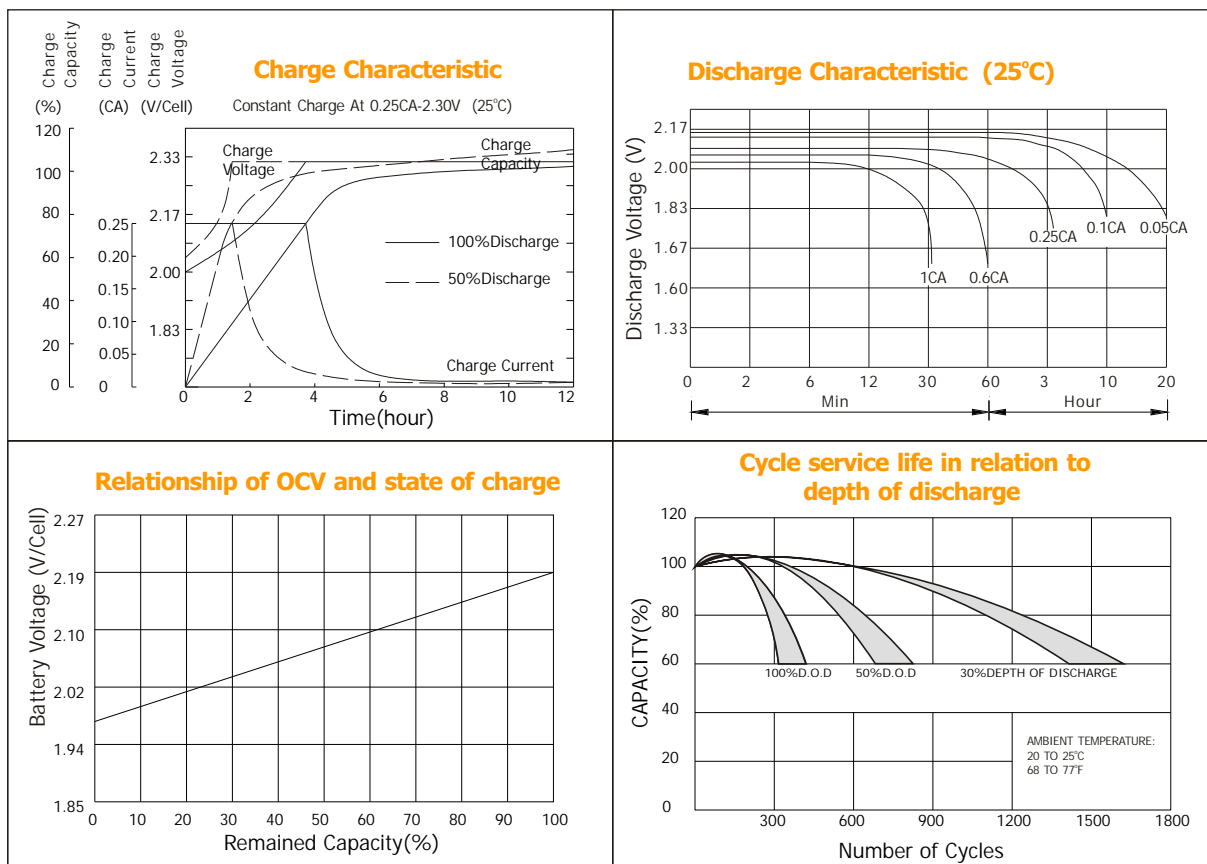 Charge Characteristic
Charge Capacity
Charge Current
Charge Voltage
(%) (CA) (V/Cell)
Constant Charge At 0.25CA-2.30V (25°C)
120
100
80
60
40
20
0
0.25
0.20
0.15
0.10
0.05
0
2.33
2.17
2.00
1.83
Charge Voltage
Charge Capacity
100%Discharge
50%Discharge
Charge Current
0 2 4 6 8 10 12
Time(hour)
Discharge Characteristic (25°C)
Discharge Voltage (V)
2.17
2.00
1.83
1.67
1.60
1.33
1CA
0.6CA
0.25CA
0.1CA
0.05CA
0 2 6 12 30 60 3 10 20
Min Hour
Relationship of OCV and state of charge
Battery Voltage (V/Cell)
2.27
2.19
2.10
2.02
1.94
1.85
0 10 20 30 40 50 60 70 80 90 100
Remained Capacity(%)
Cycle service life in relation to
depth of discharge
CAPACITY(%)
120
100
80
60
40
20
0
100%D.O.D
50%D.O.D
30%DEPTH OF DISCHARGE
AMBIENT TEMPERATURE:
20 TO 25°C
68 TO 77°F
300 600 900 1200 1500 1800
Number of Cycles